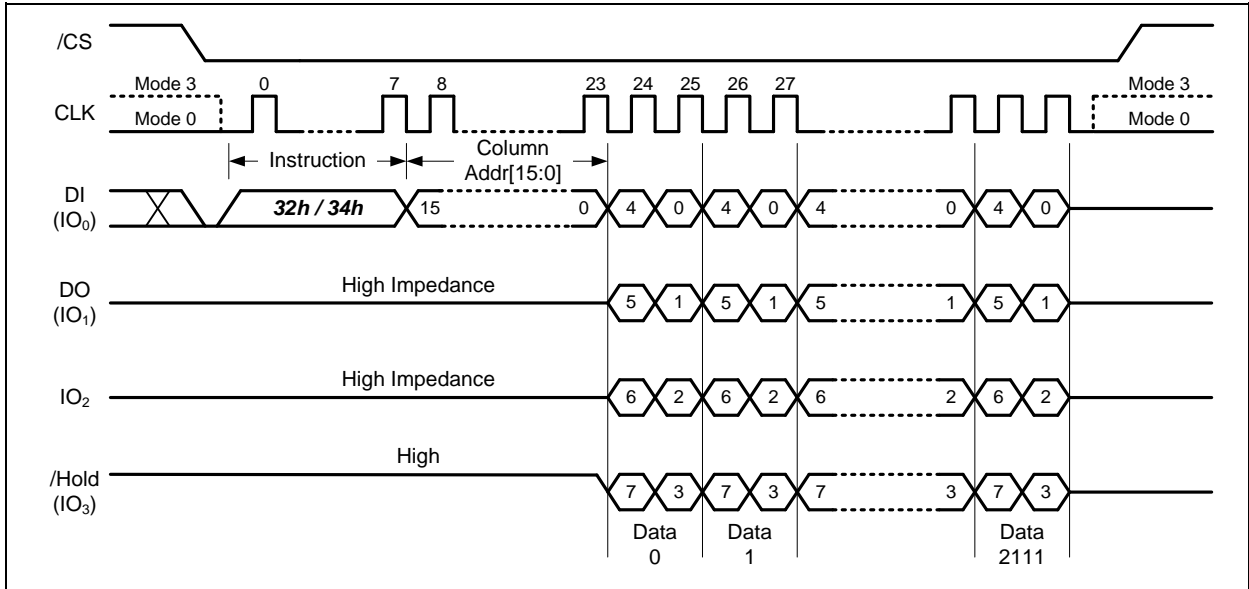 /CS
Mode 3 0 7 8 23 24 25 26 27 Mode 3
CLK
Mode 0 Mode 0
Instruction Column
Addr[15:0]
DI
(IO0) 32h / 34h 15 0 4 0 4 0 4 0 4 0
High Impedance
DO
(IO1) 5 1 5 1 5 1 5 1
High Impedance
IO2 6 2 6 2 6 2 6 2
High
/Hold
(IO3) 7 3 7 3 7 3 7 3
Data Data Data
0 1 2111